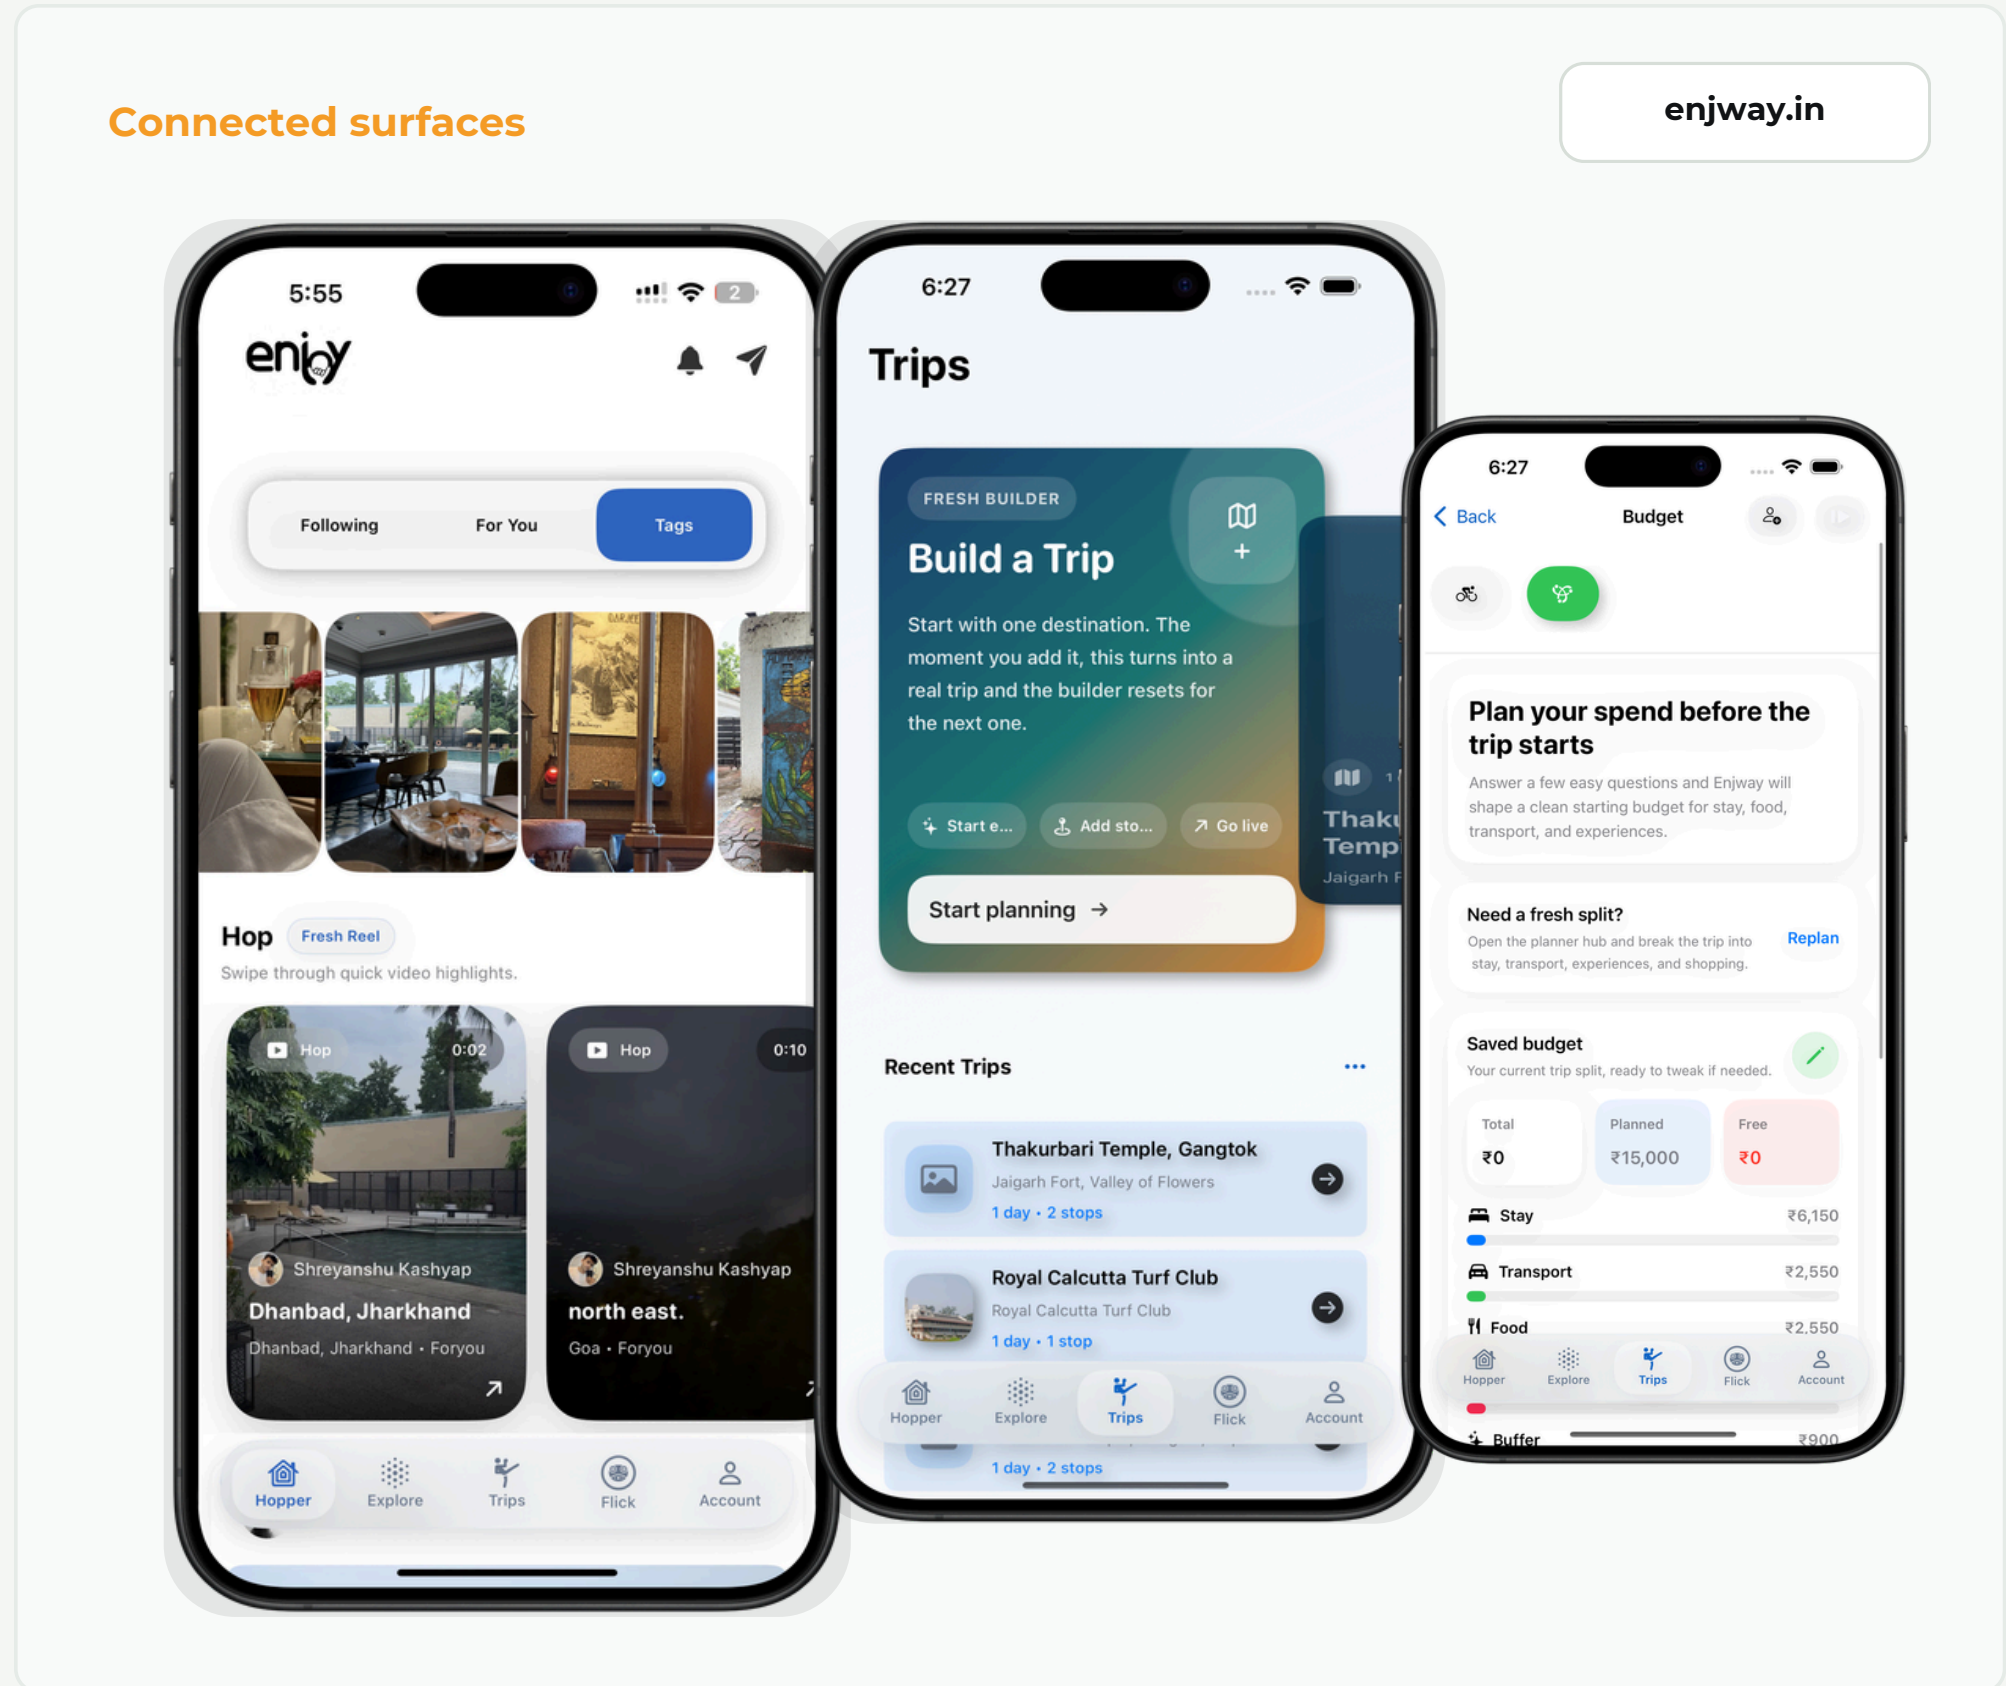 Connected surfaces
enjway.in
5:55
2
enjoy
Following
For You
Tags
Hop
Fresh Reel
Swipe through quick video highlights.
Hop
0:02
Shreyanshu Kashyap
Dhanbad, Jharkhand
Dhanbad, Jharkhand • Foryou
Hop
0:10
Shreyanshu Kashyap
north east.
Goa • Foryou
Hopper
Explore
Trips
Flick
Account
6:27
Trips
FRESH BUILDER
Build a Trip
Start with one destination. The
moment you add it, this turns into a
real trip and the builder resets for
the next one.
Start e...
Add sto...
Go live
Start planning →
1
Thaku
Temp
Jaigarh F
Recent Trips
Thakurbari Temple, Gangtok
Jaigarh Fort, Valley of Flowers
1 day • 2 stops
Royal Calcutta Turf Club
Royal Calcutta Turf Club
1 day • 1 stop
Hopper
Explore
Trips
Flick
Account
1 day • 2 stops
6:27
Back
Budget
Plan your spend before the
trip starts
Answer a few easy questions and Enjway will
shape a clean starting budget for stay, food,
transport, and experiences.
Need a fresh split?
Open the planner hub and break the trip into
stay, transport, experiences, and shopping.
Replan
Saved budget
Your current trip split, ready to tweak if needed.
Total
₹0
Planned
₹15,000
Free
₹0
Stay ₹6,150
Transport ₹2,550
Food ₹2,550
Hopper
Explore
Trips
Flick
Account
Buffer ₹900